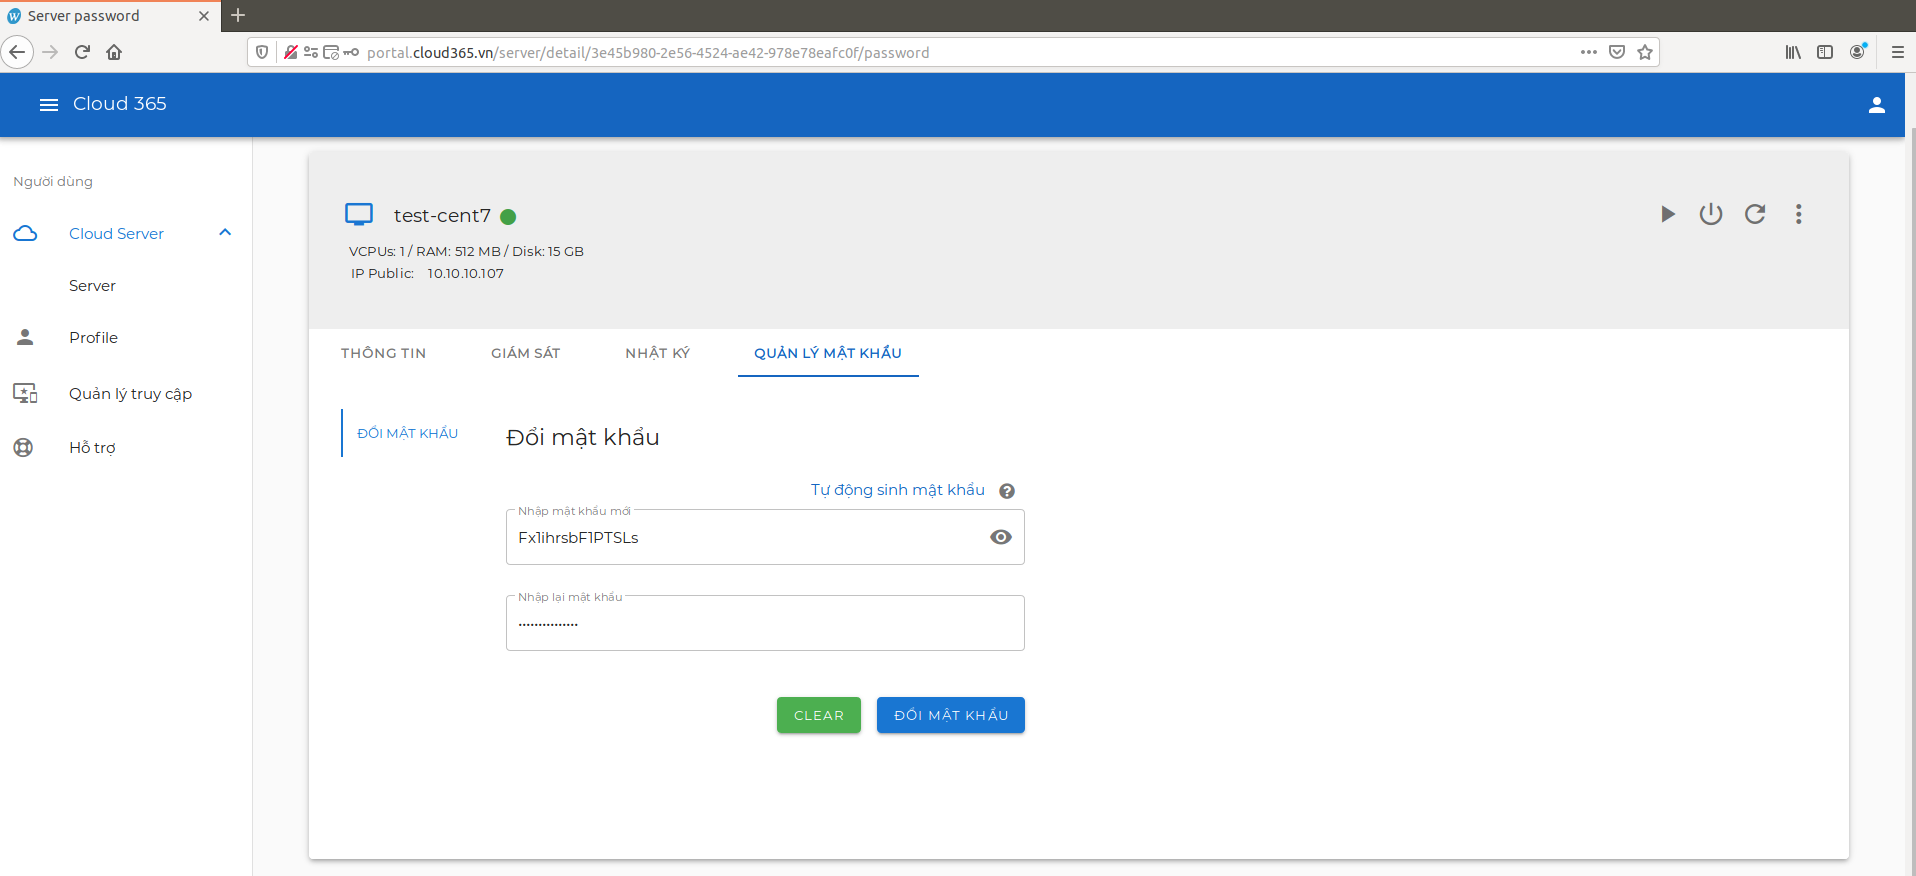 Server password
portal.cloud365.vn/server/detail/3e45b980-2e56-4524-ae42-978e78eafc0f/password
Cloud 365
Người dùng
Cloud Server
Server
Profile
Quản lý truy cập
Hỗ trợ
test-cent7
VCPUs: 1 / RAM: 512 MB / Disk: 15 GB
IP Public: 10.10.10.107
THÔNG TIN
GIÁM SÁT
NHẬT KÝ
QUẢN LÝ MẬT KHẨU
ĐỔI MẬT KHẨU
Đổi mật khẩu
Tự động sinh mật khẩu
Nhập mật khẩu mới
Fx1ihrsbF1PTSLs
Nhập lại mật khẩu
•••••••••••••••
CLEAR
ĐỔI MẬT KHẨU